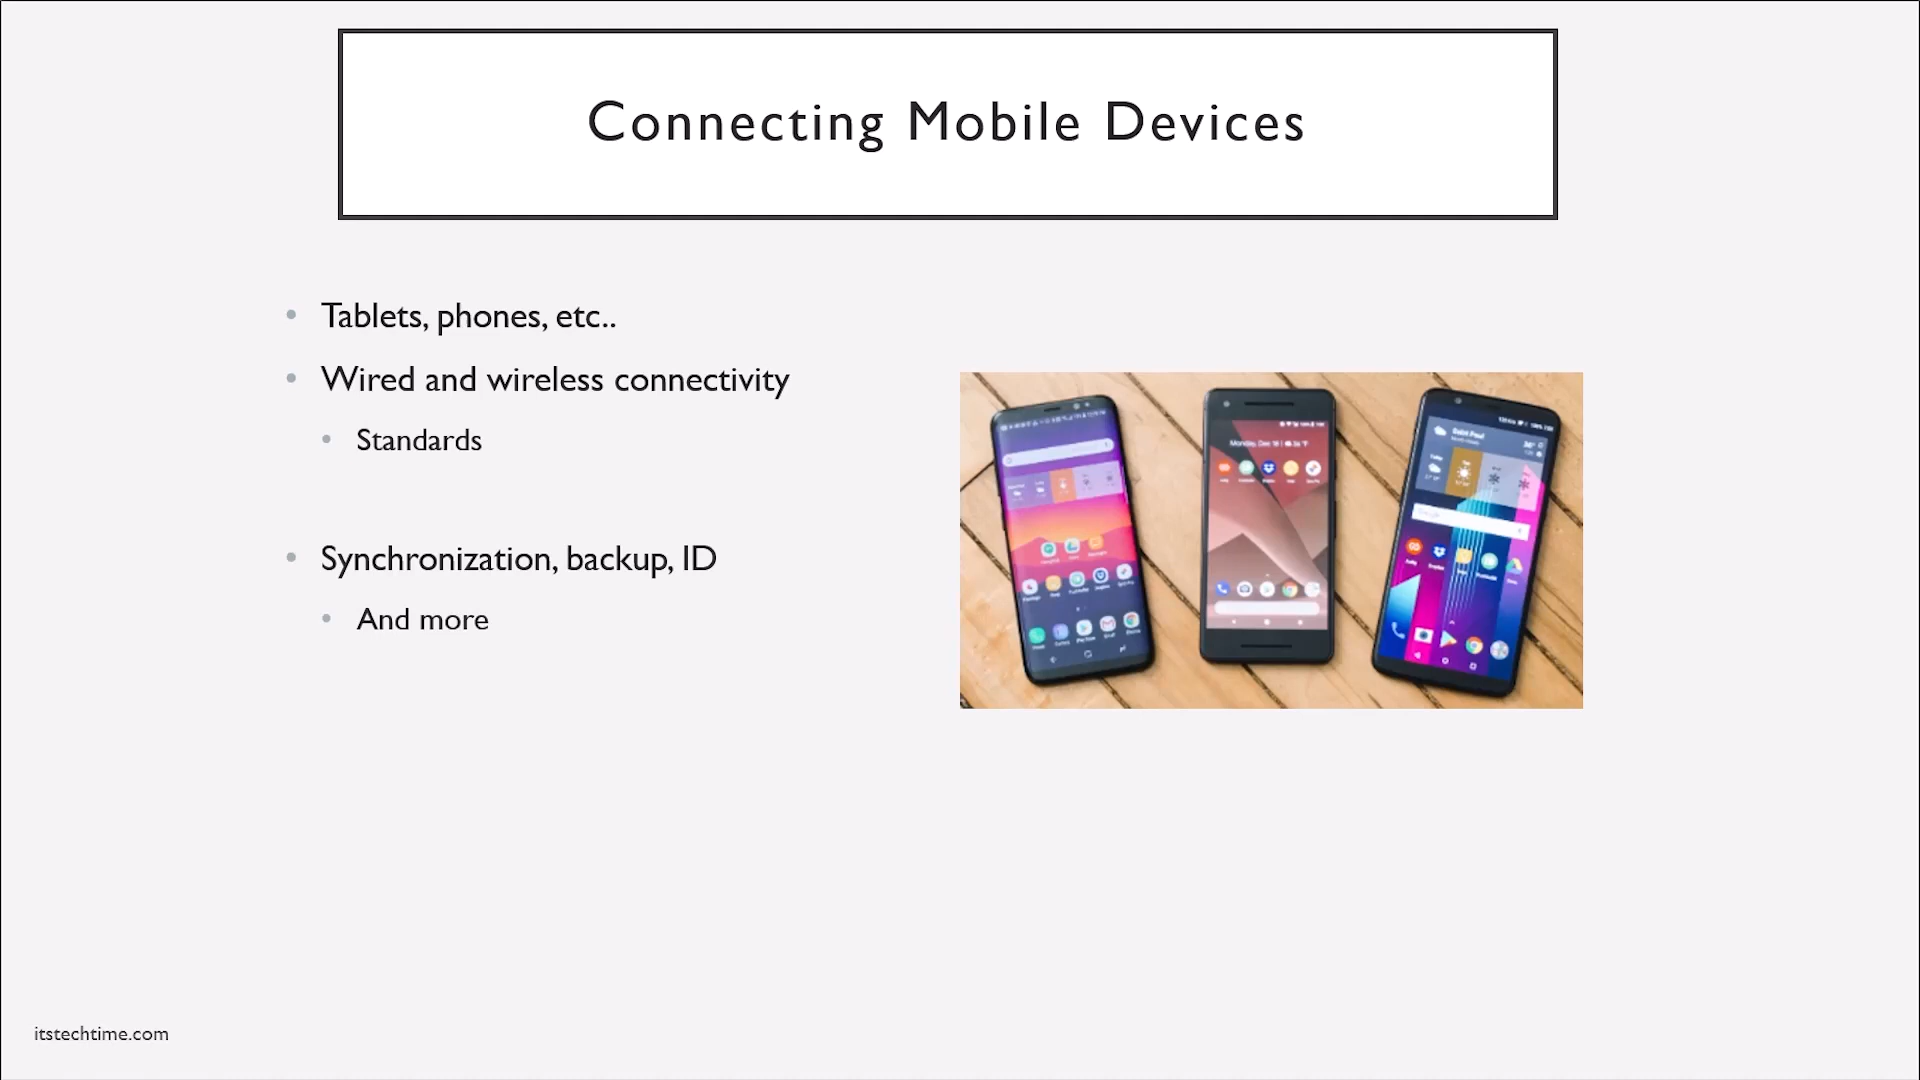 Connecting Mobile Devices
Tablets, phones, etc..
Wired and wireless connectivity
Standards
Synchronization, backup, ID
And more
itstechtime.com